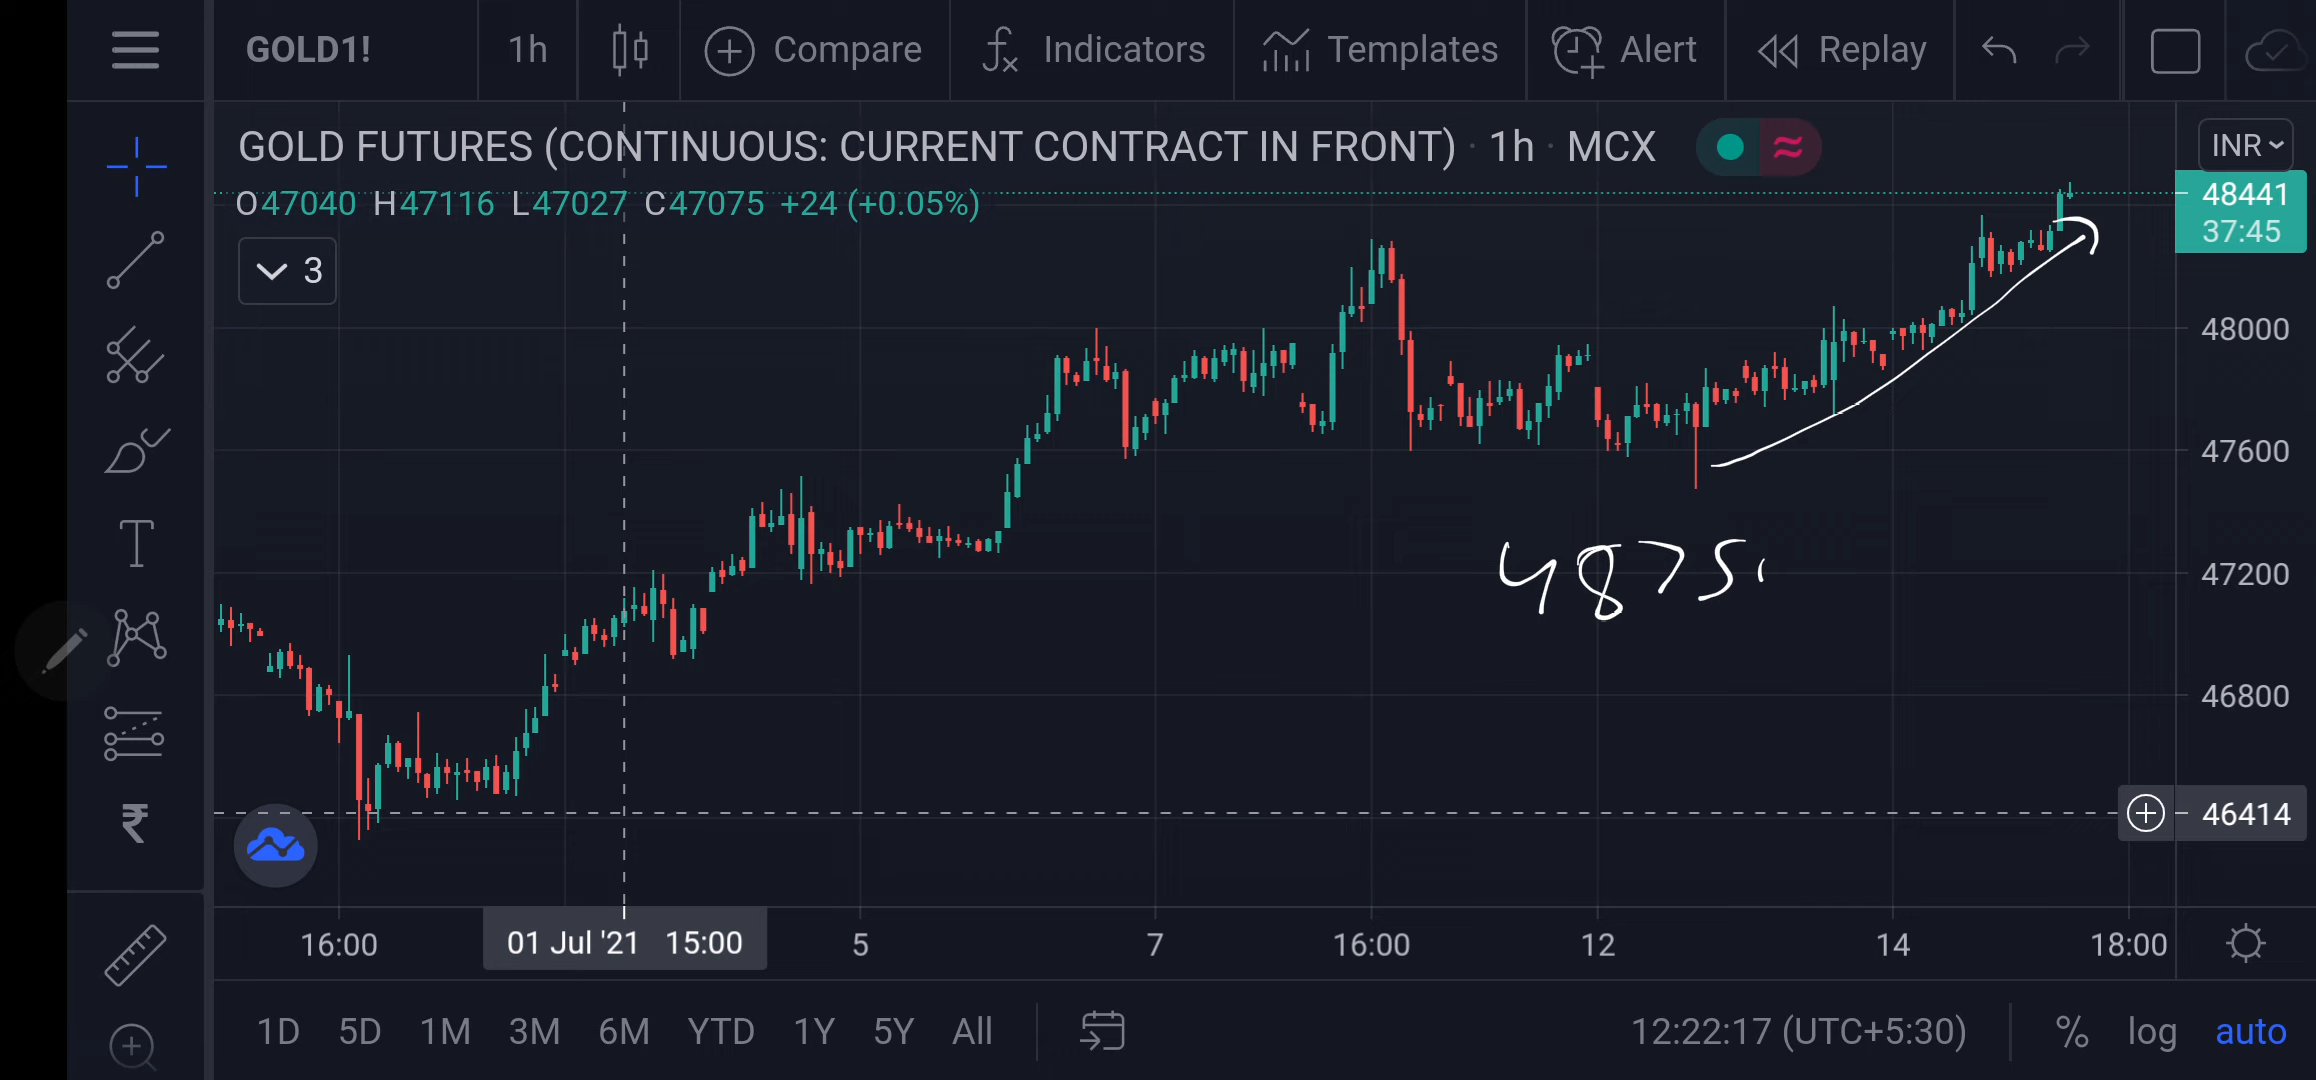 GOLD1! 1h Compare Indicators Templates Alert Replay
GOLD FUTURES (CONTINUOUS: CURRENT CONTRACT IN FRONT) · 1h · MCX
INR
O47040 H47116 L47027 C47075 +24 (+0.05%)
48441
37:45
3
48000
47600
4875
47200
46800
46414
16:00 01 Jul '21 15:00 5 7 16:00 12 14 18:00
1D 5D 1M 3M 6M YTD 1Y 5Y All 12:22:17 (UTC+5:30) % log auto